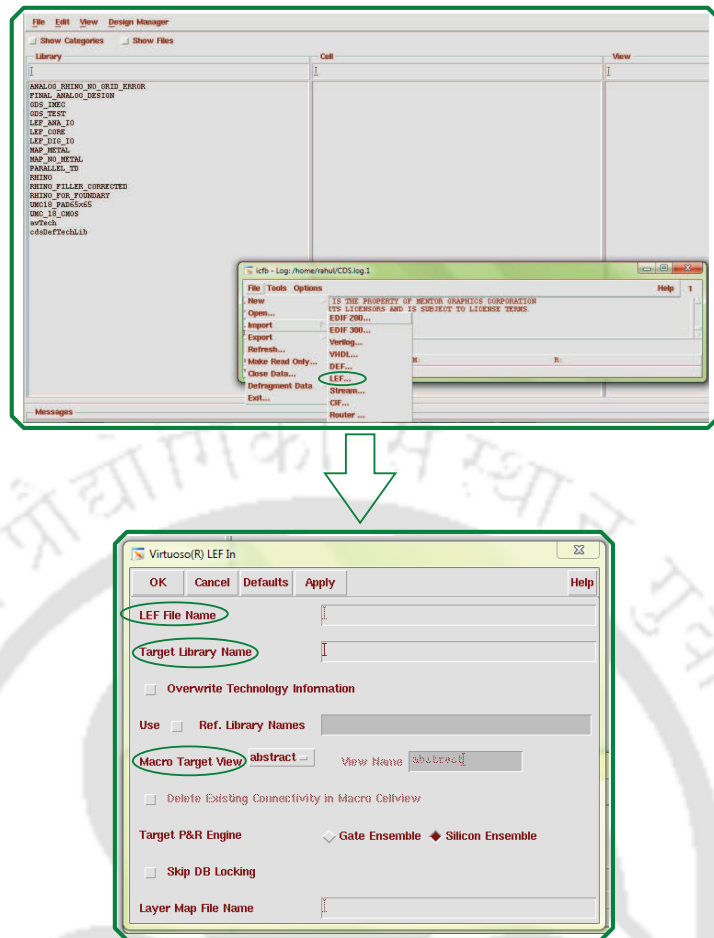 File Edit View Design Manager
Show Categories Show Files
Library Cell View
ANALOG_RHINO_NO_GRID_ERROR
FINAL_ANALOG_DESIGN
GDS_IMEC
GDS_TEST
LEF_ANA_IO
LEF_CORE
LEF_DIG_IO
MAP_METAL
MAP_NO_METAL
PARALLEL_TD
RHINO
RHINO_FILLER_CORRECTED
RHINO_FOR_FOUNDARY
UMC18_PAD65x65
UMC_18_CMOS
avTech
cdsDefTechLib
icfb - Log: /home/rahul/CDS.log.1
File Tools Options Help 1
New
Open...
Import
Export
Refresh...
Make Read Only...
Close Data...
Defragment Data
Exit...
IS THE PROPERTY OF MENTOR GRAPHICS CORPORATION
ITS LICENSORS AND IS SUBJECT TO LICENSE TERMS.
EDIF 200...
EDIF 300...
Verilog...
VHDL...
DEF...
LEF...
Stream...
CIF...
Router ...
M: R:
Messages
Virtuoso(R) LEF In
OK Cancel Defaults Apply Help
LEF File Name
Target Library Name
Overwrite Technology Information
Use Ref. Library Names
Macro Target View abstract View Name abstract
Delete Existing Connectivity in Macro Cellview
Target P&R Engine Gate Ensemble Silicon Ensemble
Skip DB Locking
Layer Map File Name